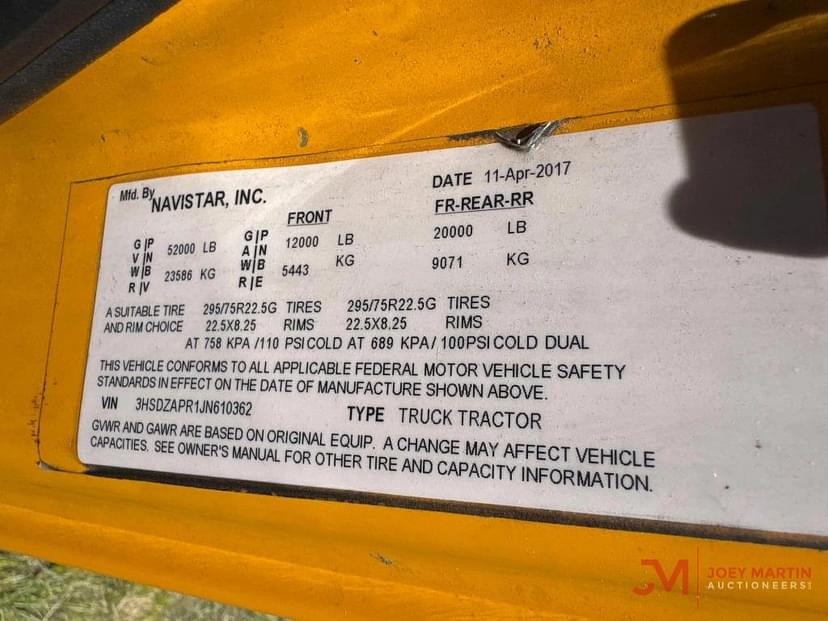 Mfd. By NAVISTAR, INC. DATE 11-Apr-2017
FRONT FR-REAR-RR
G|P 52000 LB G|P 12000 LB 20000 LB
V|N A|N
W|B 23586 KG W|B 5443 KG 9071 KG
R|V R|E
A SUITABLE TIRE 295/75R22.5G TIRES 295/75R22.5G TIRES
AND RIM CHOICE 22.5X8.25 RIMS 22.5X8.25 RIMS
AT 758 KPA /110 PSICOLD AT 689 KPA/ 100PSICOLD DUAL
THIS VEHICLE CONFORMS TO ALL APPLICABLE FEDERAL MOTOR VEHICLE SAFETY
STANDARDS IN EFFECT ON THE DATE OF MANUFACTURE SHOWN ABOVE.
VIN 3HSDZAPR1JN610362 TYPE TRUCK TRACTOR
GVWR AND GAWR ARE BASED ON ORIGINAL EQUIP. A CHANGE MAY AFFECT VEHICLE
CAPACITIES. SEE OWNER'S MANUAL FOR OTHER TIRE AND CAPACITY INFORMATION.
JM JOEY MARTIN
AUCTIONEERS